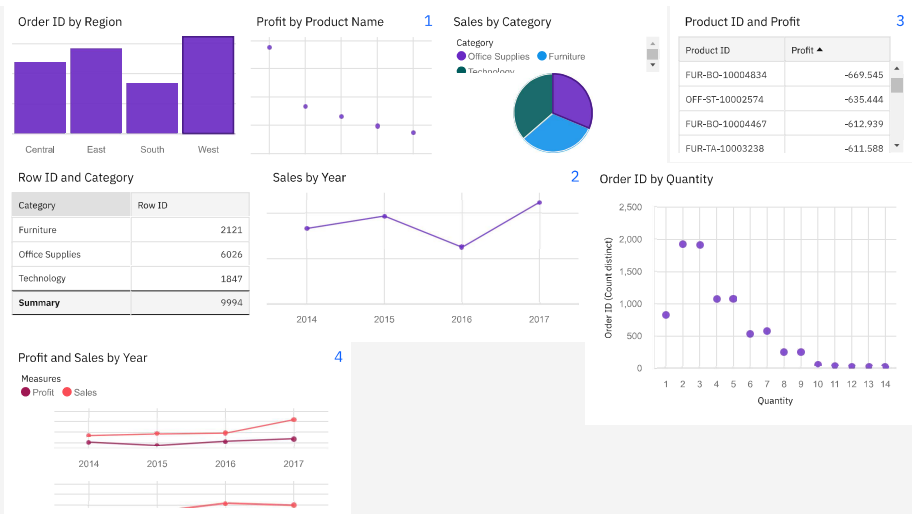 Order ID by Region
Central East South West
Profit by Product Name 1
Sales by Category
Category
Office Supplies Furniture
Technology
Product ID and Profit 3
Product ID Profit
FUR-BO-10004834 -669.545
OFF-ST-10002574 -635.444
FUR-BO-10004467 -612.939
FUR-TA-10003238 -611.588
Row ID and Category
Category Row ID
Furniture 2121
Office Supplies 6026
Technology 1847
Summary 9994
Sales by Year 2
2014 2015 2016 2017
Order ID by Quantity
Order ID (Count distinct)
2,500
2,000
1,500
1,000
500
0
1 2 3 4 5 6 7 8 9 10 11 12 13 14
Quantity
Profit and Sales by Year 4
Measures
Profit Sales
2014 2015 2016 2017